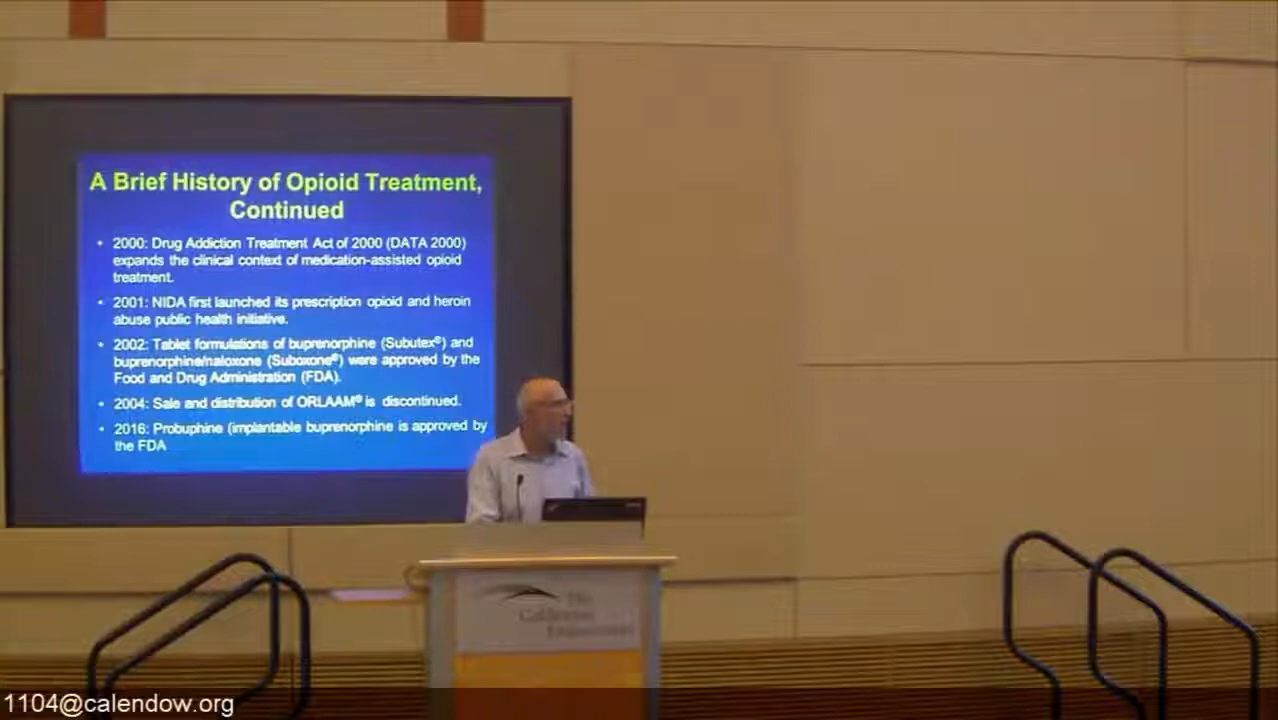 A Brief History of Opioid Treatment,
Continued
• 2000: Drug Addiction Treatment Act of 2000 (DATA 2000)
expands the clinical context of medication-assisted opioid
treatment.
• 2001: NIDA first launched its prescription opioid and heroin
abuse public health initiative.
• 2002: Tablet formulations of buprenorphine (Subutex®) and
buprenorphine/naloxone (Suboxone®) were approved by the
Food and Drug Administration (FDA).
• 2004: Sale and distribution of ORLAAM® is discontinued.
• 2016: Probuphine (implantable buprenorphine is approved by
the FDA
The
California
Endowment
1104@calendow.org